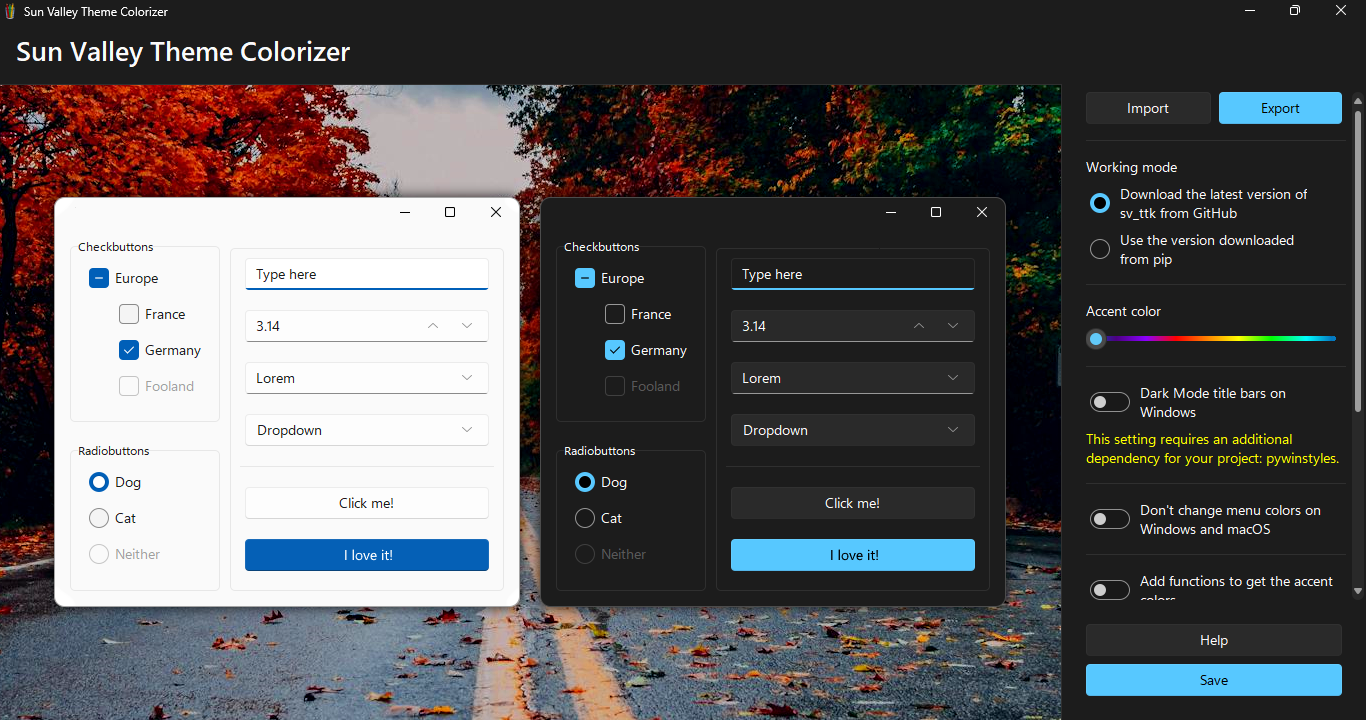 Sun Valley Theme Colorizer
Sun Valley Theme Colorizer
Checkbuttons
Europe
France
Germany
Fooland
Radiobuttons
Dog
Cat
Neither
Type here
3.14
Lorem
Dropdown
Click me!
I love it!
Checkbuttons
Europe
France
Germany
Fooland
Radiobuttons
Dog
Cat
Neither
Type here
3.14
Lorem
Dropdown
Click me!
I love it!
Import
Export
Working mode
Download the latest version of
sv_ttk from GitHub
Use the version downloaded
from pip
Accent color
Dark Mode title bars on
Windows
This setting requires an additional
dependency for your project: pywinstyles.
Don't change menu colors on
Windows and macOS
Add functions to get the accent
colors
Help
Save